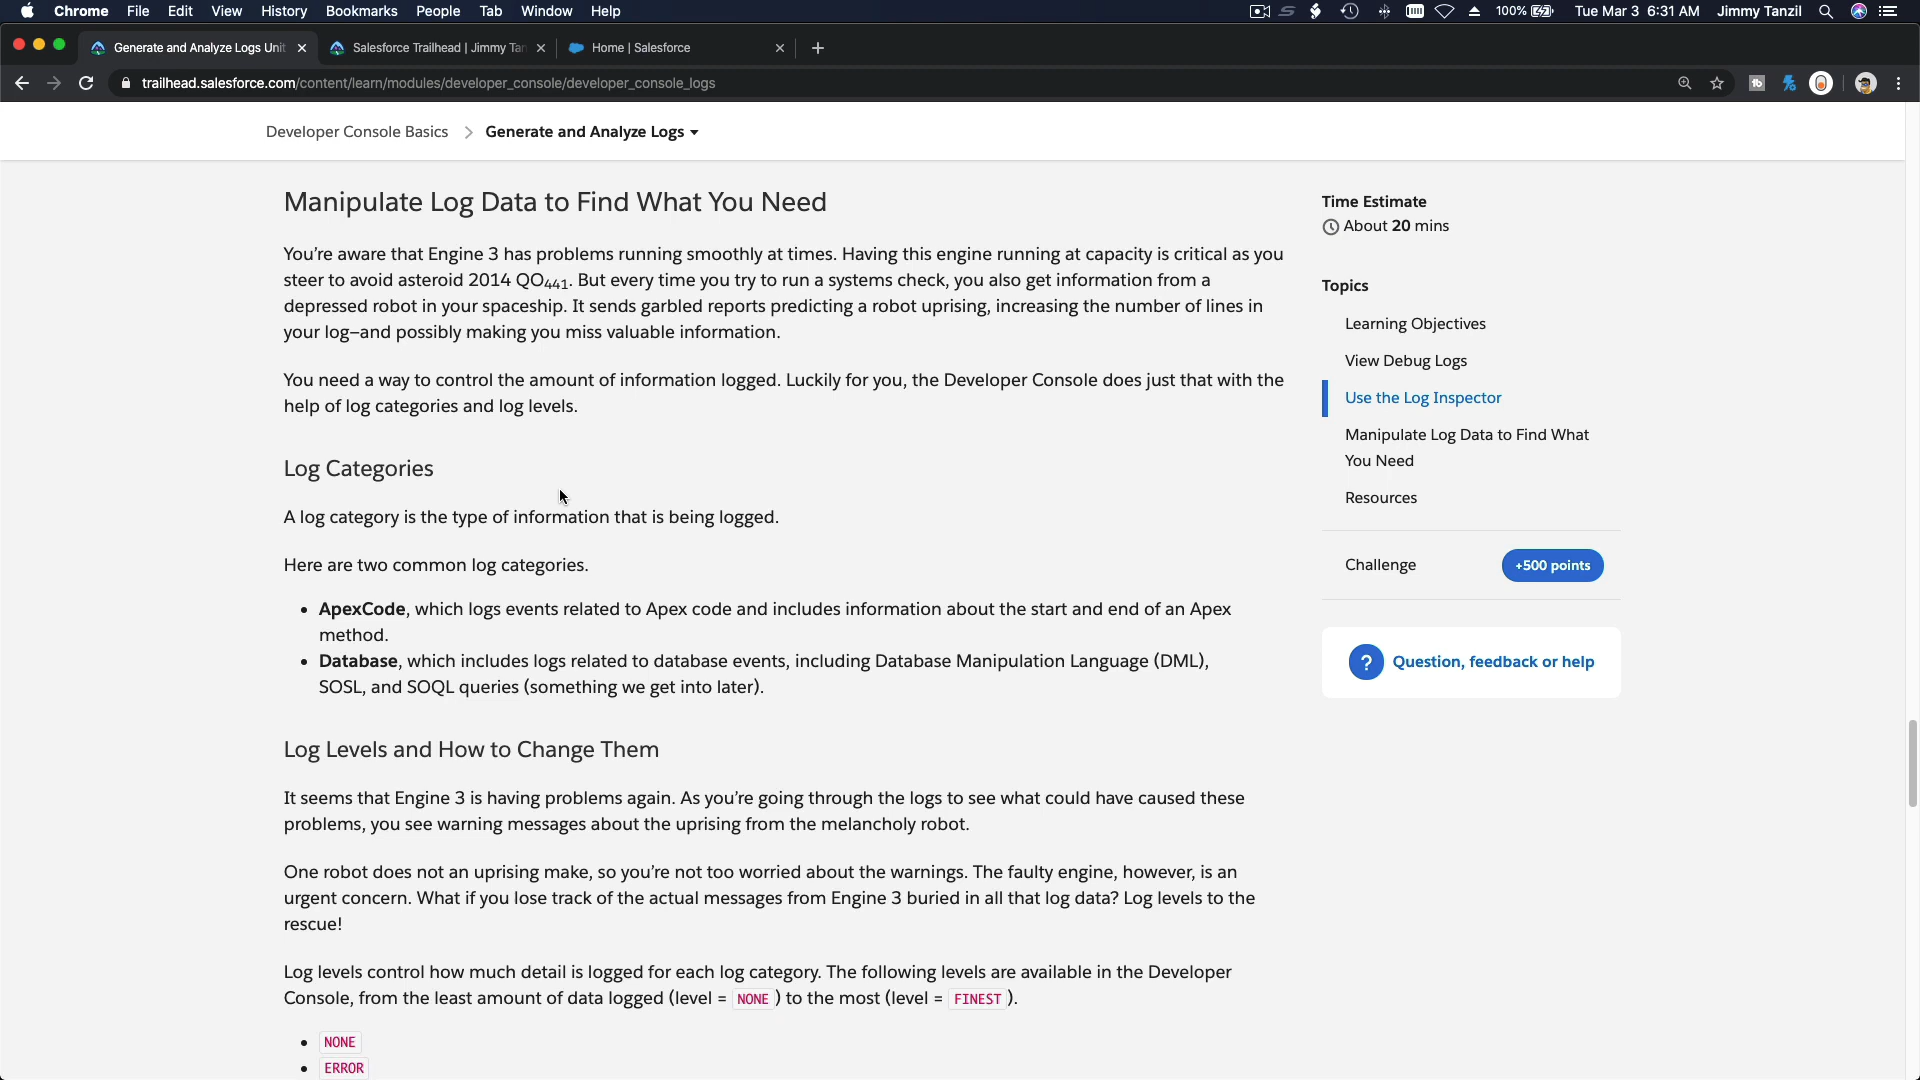 Chrome File Edit View History Bookmarks People Tab Window Help 100% Tue Mar 3 6:31 AM Jimmy Tanzil
Generate and Analyze Logs Unit Salesforce Trailhead | Jimmy Tan Home | Salesforce
trailhead.salesforce.com/content/learn/modules/developer_console/developer_console_logs
Developer Console Basics > Generate and Analyze Logs
Manipulate Log Data to Find What You Need
You're aware that Engine 3 has problems running smoothly at times. Having this engine running at capacity is critical as you
steer to avoid asteroid 2014 QO441. But every time you try to run a systems check, you also get information from a
depressed robot in your spaceship. It sends garbled reports predicting a robot uprising, increasing the number of lines in
your log—and possibly making you miss valuable information.
You need a way to control the amount of information logged. Luckily for you, the Developer Console does just that with the
help of log categories and log levels.
Log Categories
A log category is the type of information that is being logged.
Here are two common log categories.
• ApexCode, which logs events related to Apex code and includes information about the start and end of an Apex
method.
• Database, which includes logs related to database events, including Database Manipulation Language (DML),
SOSL, and SOQL queries (something we get into later).
Log Levels and How to Change Them
It seems that Engine 3 is having problems again. As you're going through the logs to see what could have caused these
problems, you see warning messages about the uprising from the melancholy robot.
One robot does not an uprising make, so you're not too worried about the warnings. The faulty engine, however, is an
urgent concern. What if you lose track of the actual messages from Engine 3 buried in all that log data? Log levels to the
rescue!
Log levels control how much detail is logged for each log category. The following levels are available in the Developer
Console, from the least amount of data logged (level = NONE ) to the most (level = FINEST ).
• NONE
• ERROR
Time Estimate
About 20 mins
Topics
Learning Objectives
View Debug Logs
Use the Log Inspector
Manipulate Log Data to Find What
You Need
Resources
Challenge +500 points
? Question, feedback or help